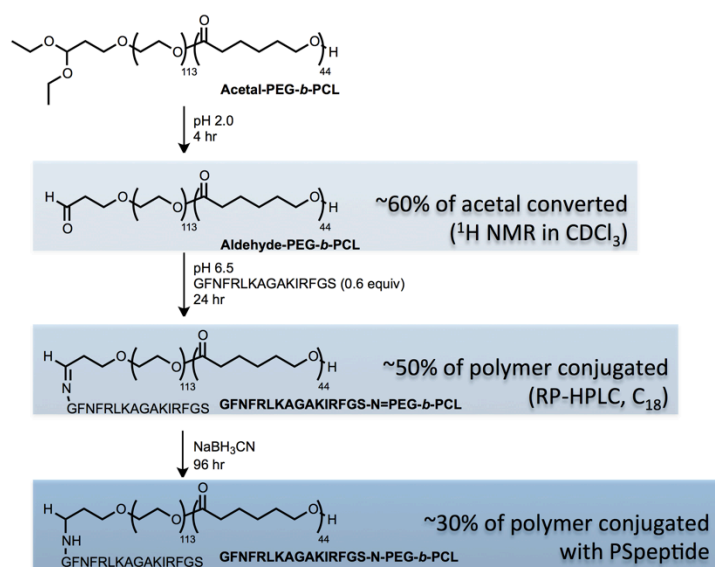 O O ( O ) ( O H
O
O
113
44
Acetal-PEG-b-PCL
pH 2.0
4 hr
H O ( O ) ( O H
O
O
113
44
Aldehyde-PEG-b-PCL
~60% of acetal converted
(¹H NMR in CDCl₃)
pH 6.5
GFNFRLKAGAKIRFGS (0.6 equiv)
24 hr
H O ( O ) ( O H
O
N
113
44
GFNFRLKAGAKIRFGS
GFNFRLKAGAKIRFGS-N=PEG-b-PCL
~50% of polymer conjugated
(RP-HPLC, C₁₈)
NaBH₃CN
96 hr
H O ( O ) ( O H
O
NH
113
44
GFNFRLKAGAKIRFGS
GFNFRLKAGAKIRFGS-N-PEG-b-PCL
~30% of polymer conjugated
with PSpeptide